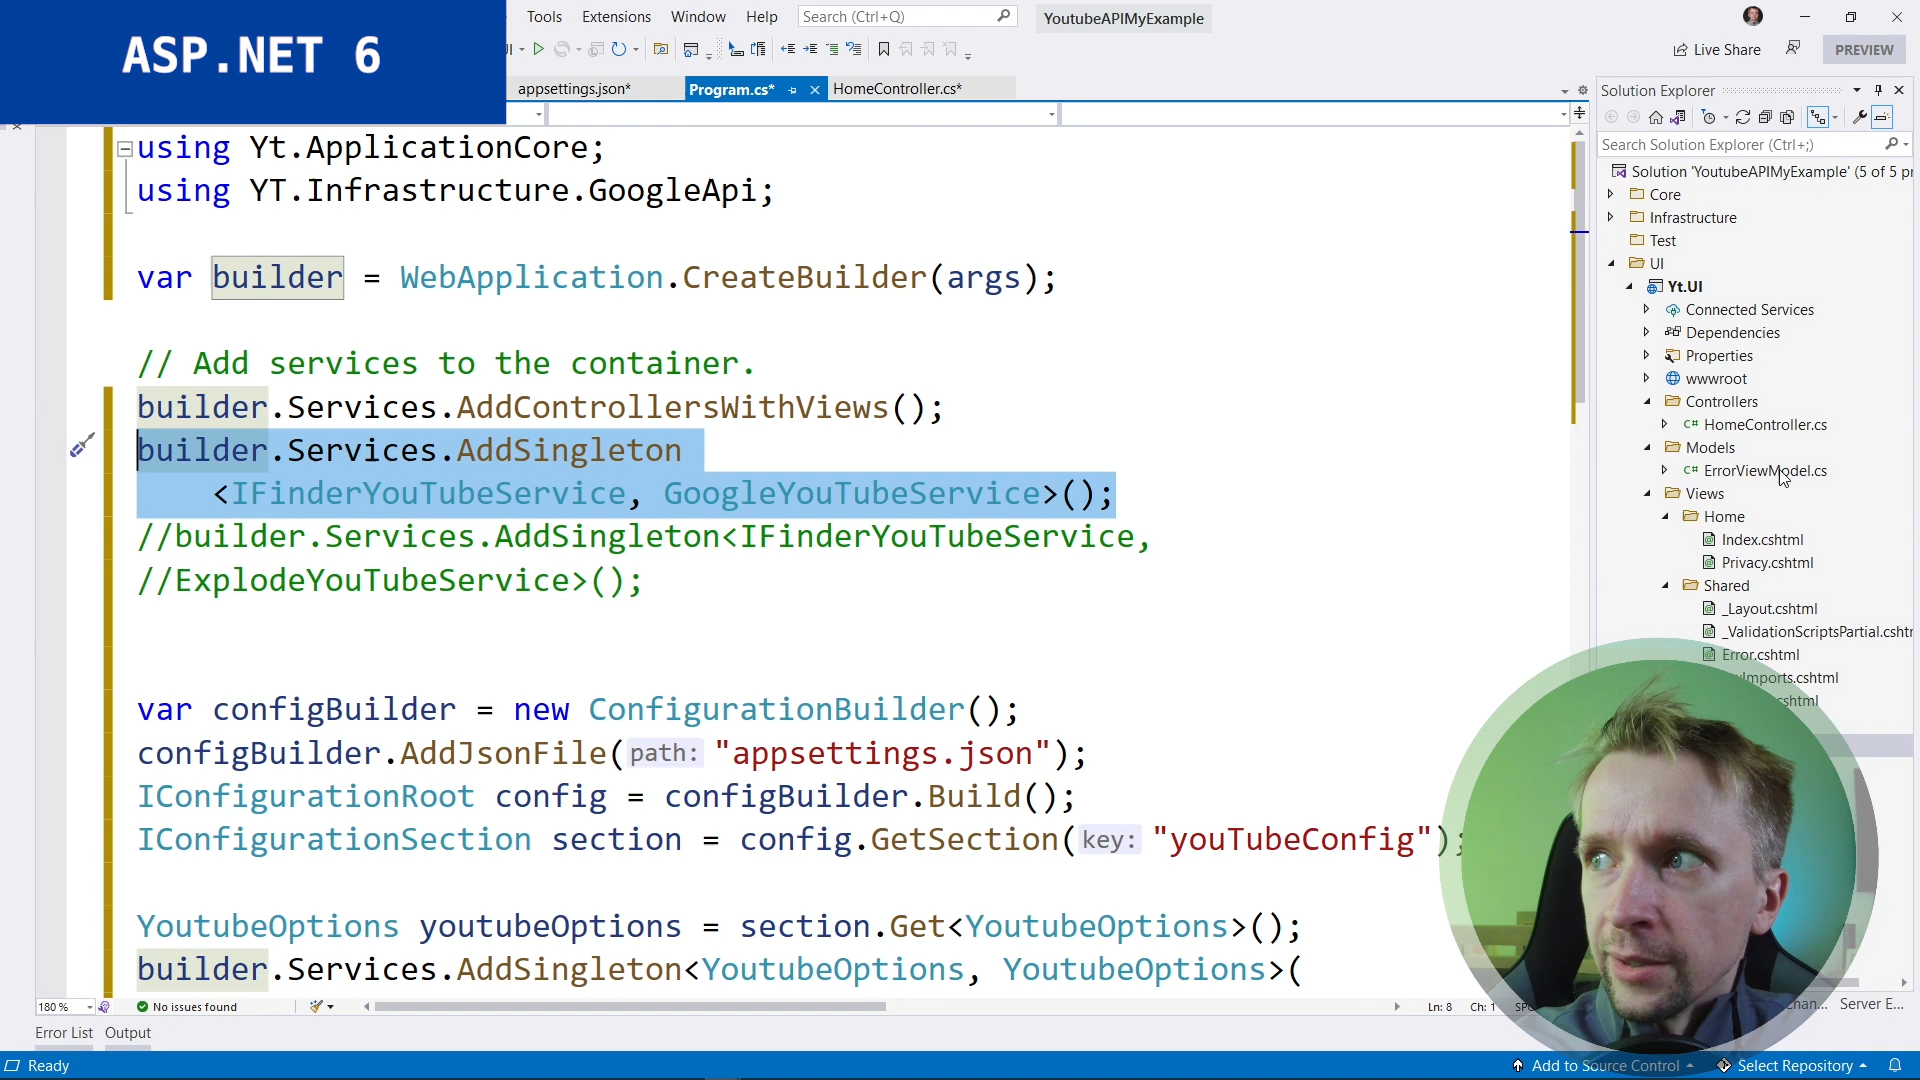 ASP.NET 6
Tools Extensions Window Help Search (Ctrl+Q) YoutubeAPIMyExample
Live Share PREVIEW
appsettings.json* Program.cs* HomeController.cs*
using Yt.ApplicationCore;
using YT.Infrastructure.GoogleApi;
var builder = WebApplication.CreateBuilder(args);
// Add services to the container.
builder.Services.AddControllersWithViews();
builder.Services.AddSingleton
<IFinderYouTubeService, GoogleYouTubeService>();
//builder.Services.AddSingleton<IFinderYouTubeService,
//ExplodeYouTubeService>();
var configBuilder = new ConfigurationBuilder();
configBuilder.AddJsonFile(path: "appsettings.json");
IConfigurationRoot config = configBuilder.Build();
IConfigurationSection section = config.GetSection(key: "youTubeConfig");
YoutubeOptions youtubeOptions = section.Get<YoutubeOptions>();
builder.Services.AddSingleton<YoutubeOptions, YoutubeOptions>(
180 % No issues found Ln: 8 Ch: 1
Error List Output
Ready Add to Source Control Select Repository
Solution Explorer
Search Solution Explorer (Ctrl+;)
Solution 'YoutubeAPIMyExample' (5 of 5 pr
Core
Infrastructure
Test
UI
Yt.UI
Connected Services
Dependencies
Properties
wwwroot
Controllers
C# HomeController.cs
Models
C# ErrorViewModel.cs
Views
Home
Index.cshtml
Privacy.cshtml
Shared
_Layout.cshtml
_ValidationScriptsPartial.cshtm
Error.cshtml
Imports.cshtml
shtml
Server E...